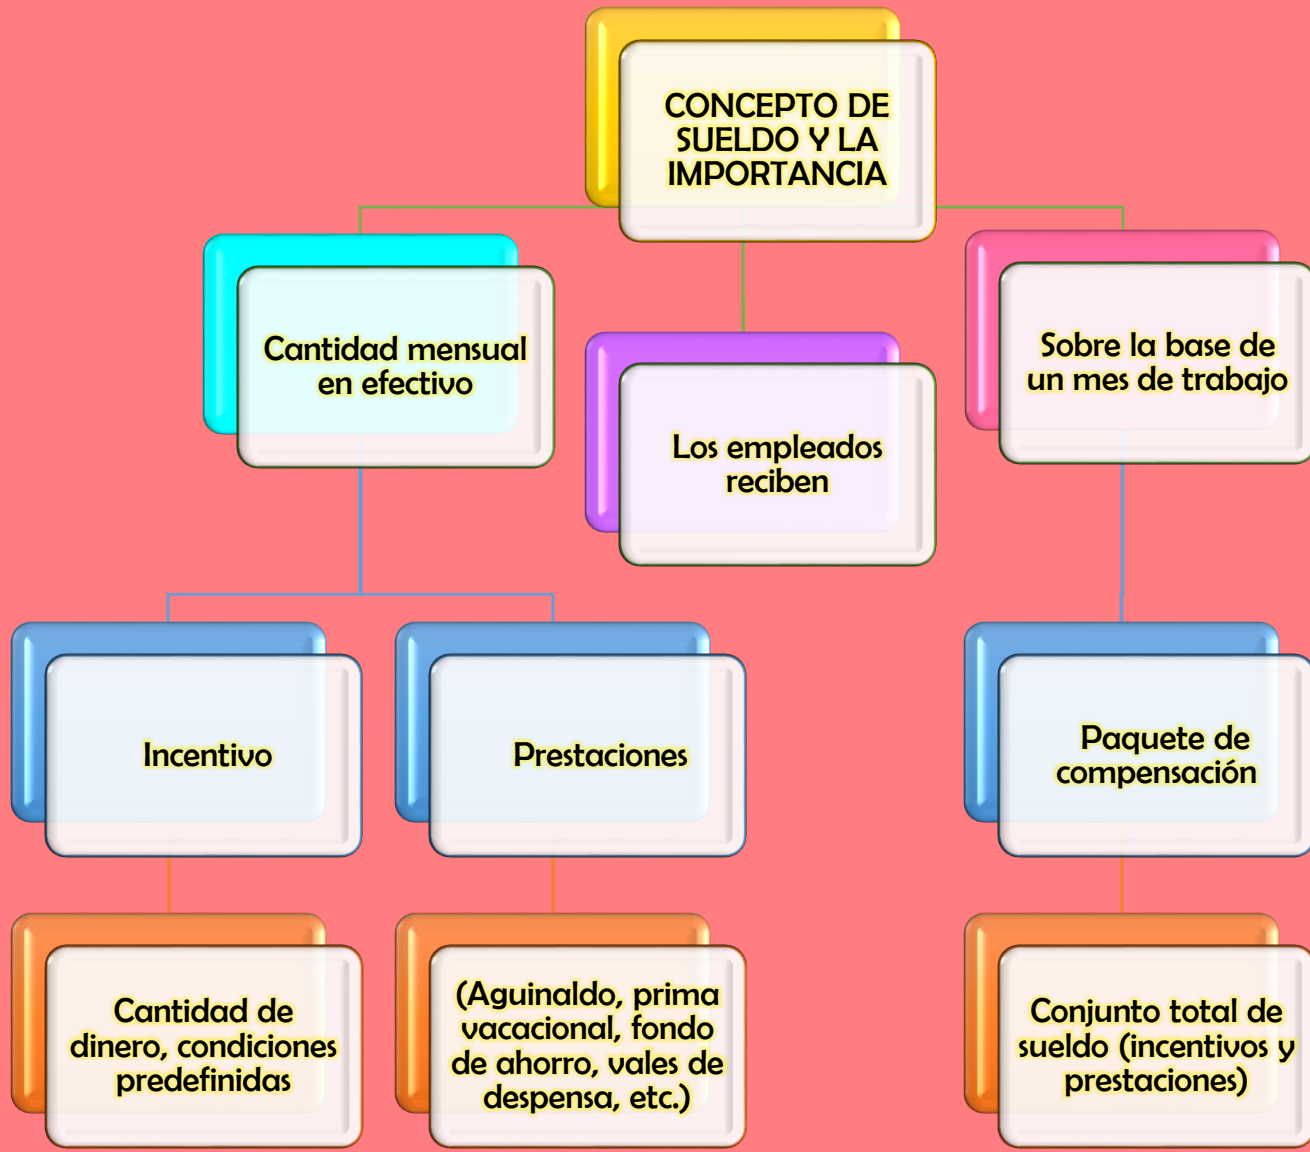 CONCEPTO DE
SUELDO Y LA
IMPORTANCIA
Cantidad mensual
en efectivo
Los empleados
reciben
Sobre la base de
un mes de trabajo
Incentivo
Prestaciones
Paquete de
compensación
Cantidad de
dinero, condiciones
predefinidas
(Aguinaldo, prima
vacacional, fondo
de ahorro, vales de
despensa, etc.)
Conjunto total de
sueldo (incentivos y
prestaciones)